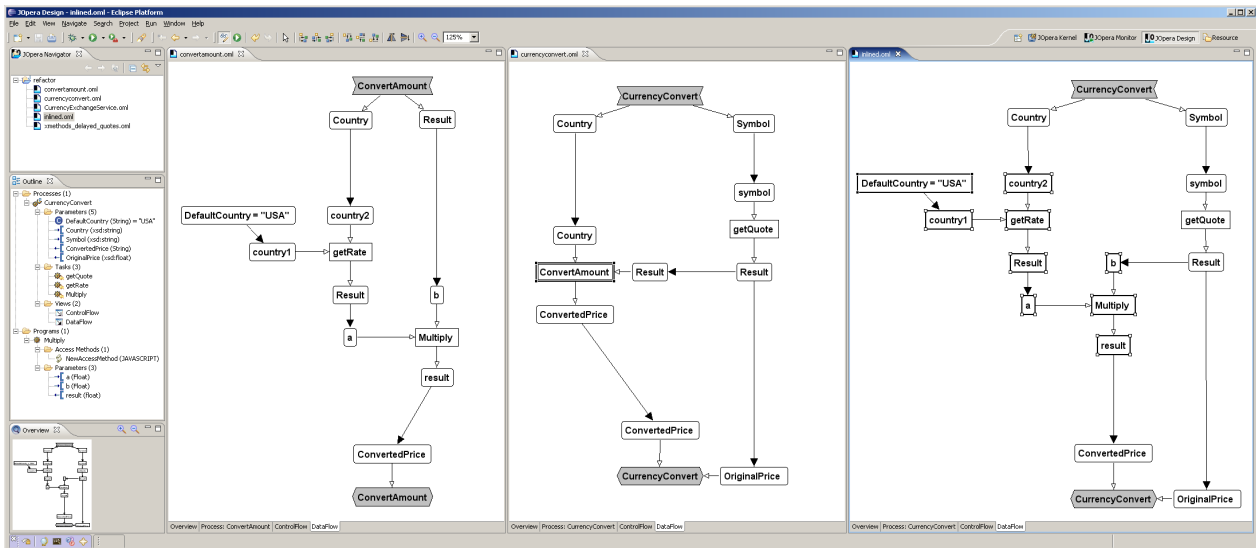 JOpera Design - inlined.oml - Eclipse Platform
File Edit View Navigate Search Project Run Window Help
125%
JOpera Kernel JOpera Monitor JOpera Design Resource
JOpera Navigator
refactor
convertamount.oml
currencyconvert.oml
CurrencyExchangeService.oml
inlined.oml
xmethods_delayed_quotes.oml
Outline
Processes (1)
CurrencyConvert
Parameters (5)
DefaultCountry (String) = "USA"
Country (xsd:string)
Symbol (xsd:string)
ConvertedPrice (String)
OriginalPrice (xsd:float)
Tasks (3)
getQuote
getRate
Multiply
Views (2)
ControlFlow
DataFlow
Programs (1)
Multiply
Access Methods (1)
NewAccessMethod (JAVASCRIPT)
Parameters (3)
a (float)
b (float)
result (float)
Overview
convertamount.oml
ConvertAmount
Country
Result
DefaultCountry = "USA"
country2
country1
getRate
Result
b
a
Multiply
result
ConvertedPrice
ConvertAmount
Overview Process: ConvertAmount ControlFlow DataFlow
currencyconvert.oml
CurrencyConvert
Country
Symbol
symbol
getQuote
Country
ConvertAmount
Result
Result
ConvertedPrice
ConvertedPrice
CurrencyConvert
OriginalPrice
Overview Process: CurrencyConvert ControlFlow DataFlow
inlined.oml
CurrencyConvert
Country
Symbol
DefaultCountry = "USA"
country2
symbol
country1
getRate
getQuote
Result
b
Result
a
Multiply
result
ConvertedPrice
CurrencyConvert
OriginalPrice
Overview Process: CurrencyConvert ControlFlow DataFlow